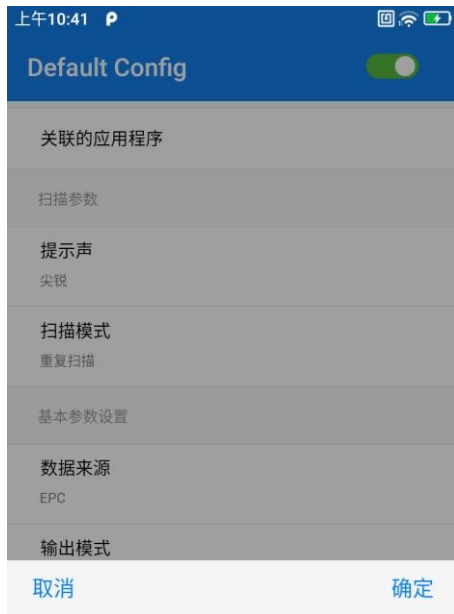 上午10:41
Default Config
关联的应用程序
扫描参数
提示声
尖锐
扫描模式
重复扫描
基本参数设置
数据来源
EPC
输出模式
取消
确定